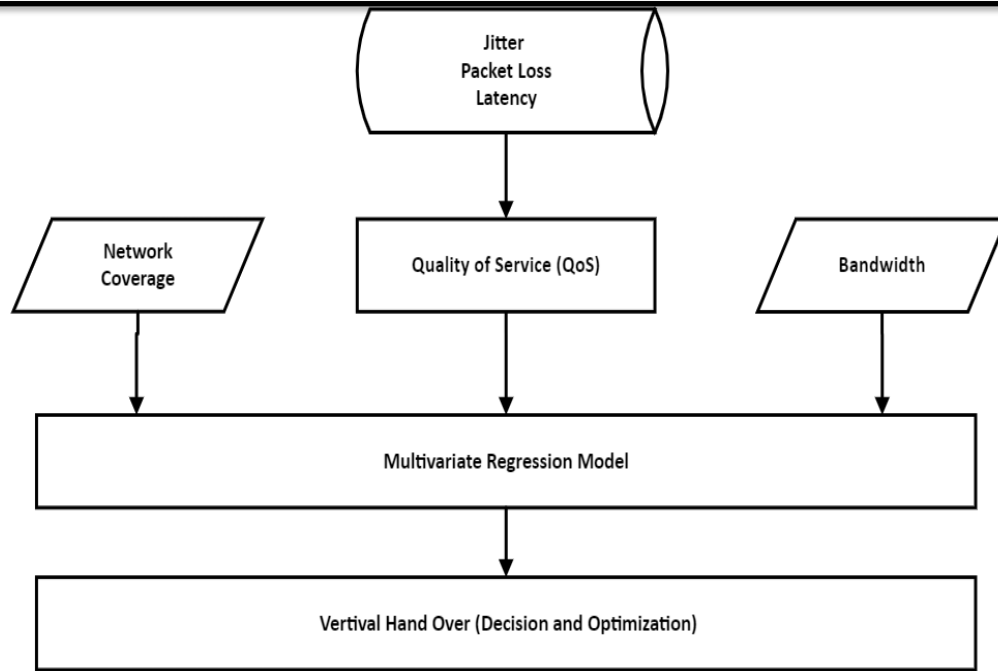 Jitter
Packet Loss
Latency
Network
Coverage
Quality of Service (QoS)
Bandwidth
Multivariate Regression Model
Vertival Hand Over (Decision and Optimization)